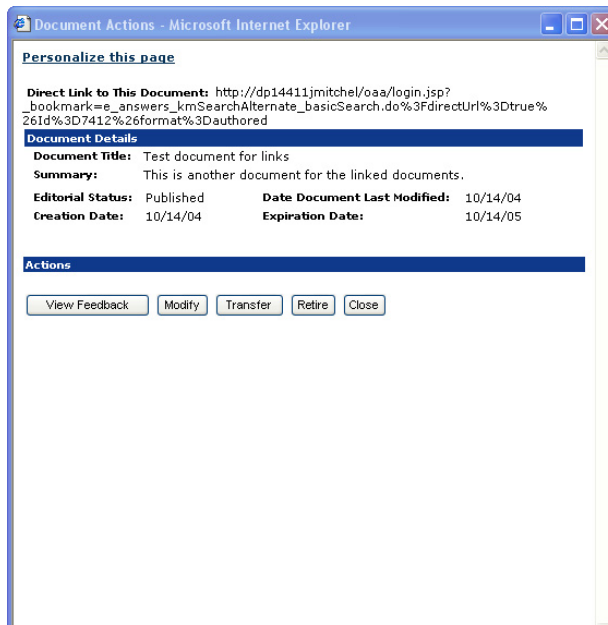 Document Actions - Microsoft Internet Explorer
Personalize this page
Direct Link to This Document: http://dp14411jmitchel/oaa/login.jsp?
_bookmark=e_answers_kmSearchAlternate_basicSearch.do%3FdirectUrl%3Dtrue%
26Id%3D7412%26format%3Dauthored
Document Details
Document Title: Test document for links
Summary: This is another document for the linked documents.
Editorial Status: Published Date Document Last Modified: 10/14/04
Creation Date: 10/14/04 Expiration Date: 10/14/05
Actions
View Feedback Modify Transfer Retire Close